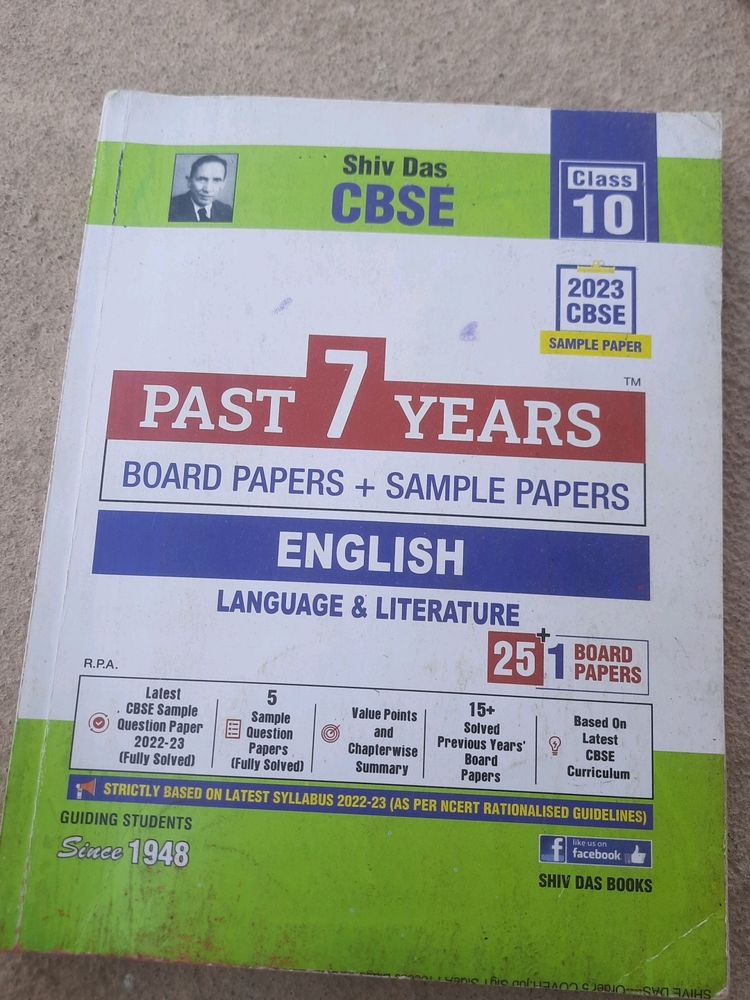 Shiv Das
CBSE
Class
10
2023
CBSE
SAMPLE PAPER
TM
PAST 7 YEARS
BOARD PAPERS + SAMPLE PAPERS
ENGLISH
LANGUAGE & LITERATURE
25+1 BOARD
PAPERS
R.P.A.
Latest
CBSE Sample
Question Paper
2022-23
(Fully Solved)
5
Sample
Question
Papers
(Fully Solved)
Value Points
and
Chapterwise
Summary
15+
Solved
Previous Years'
Board
Papers
Based On
Latest
CBSE
Curriculum
STRICTLY BASED ON LATEST SYLLABUS 2022-23 (AS PER NCERT RATIONALISED GUIDELINES)
GUIDING STUDENTS
Since 1948
f like us on
facebook
SHIV DAS BOOKS